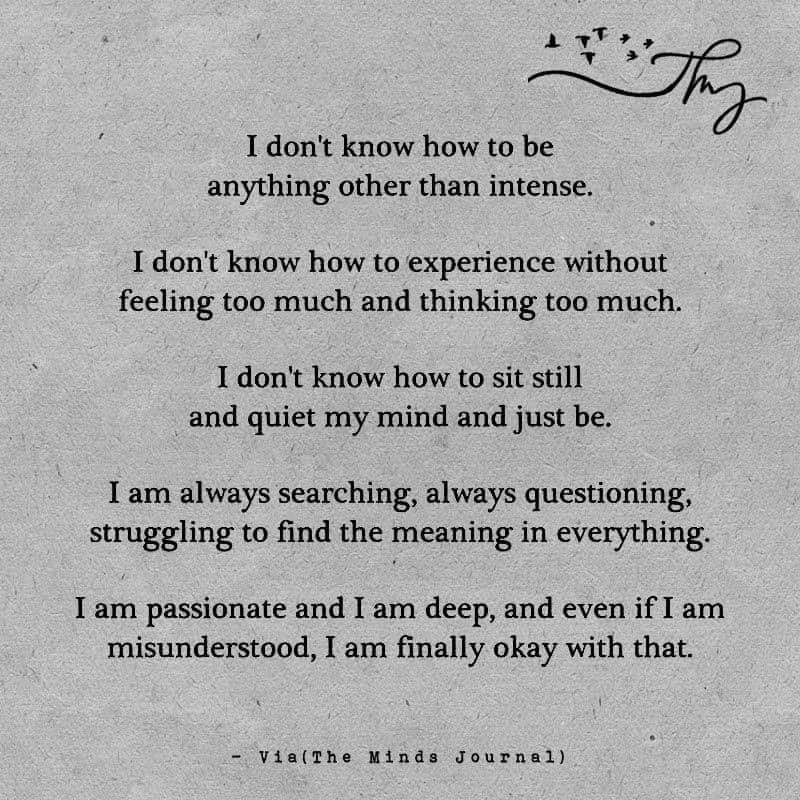 Thy
I don't know how to be
anything other than intense.
I don't know how to experience without
feeling too much and thinking too much.
I don't know how to sit still
and quiet my mind and just be.
I am always searching, always questioning,
struggling to find the meaning in everything.
I am passionate and I am deep, and even if I am
misunderstood, I am finally okay with that.
- Via(The Minds Journal)